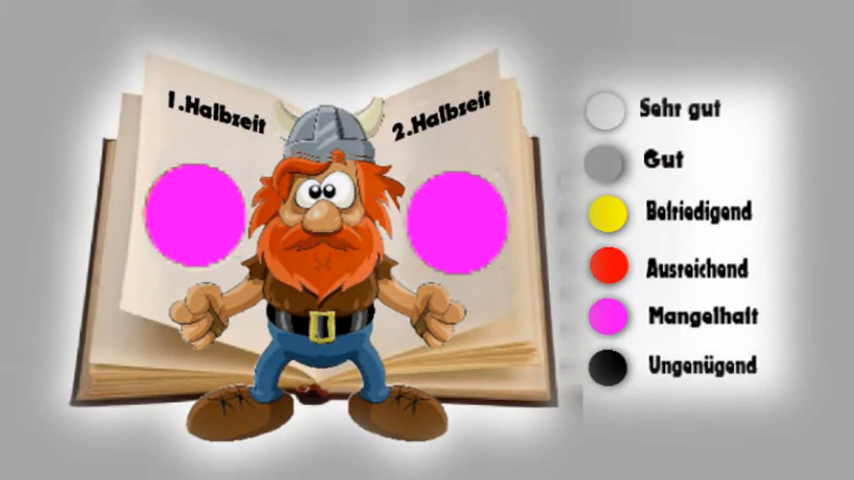 1.Halbzeit
2.Halbzeit
Sehr gut
Gut
Befriedigend
Ausreichend
Mangelhaft
Ungenügend